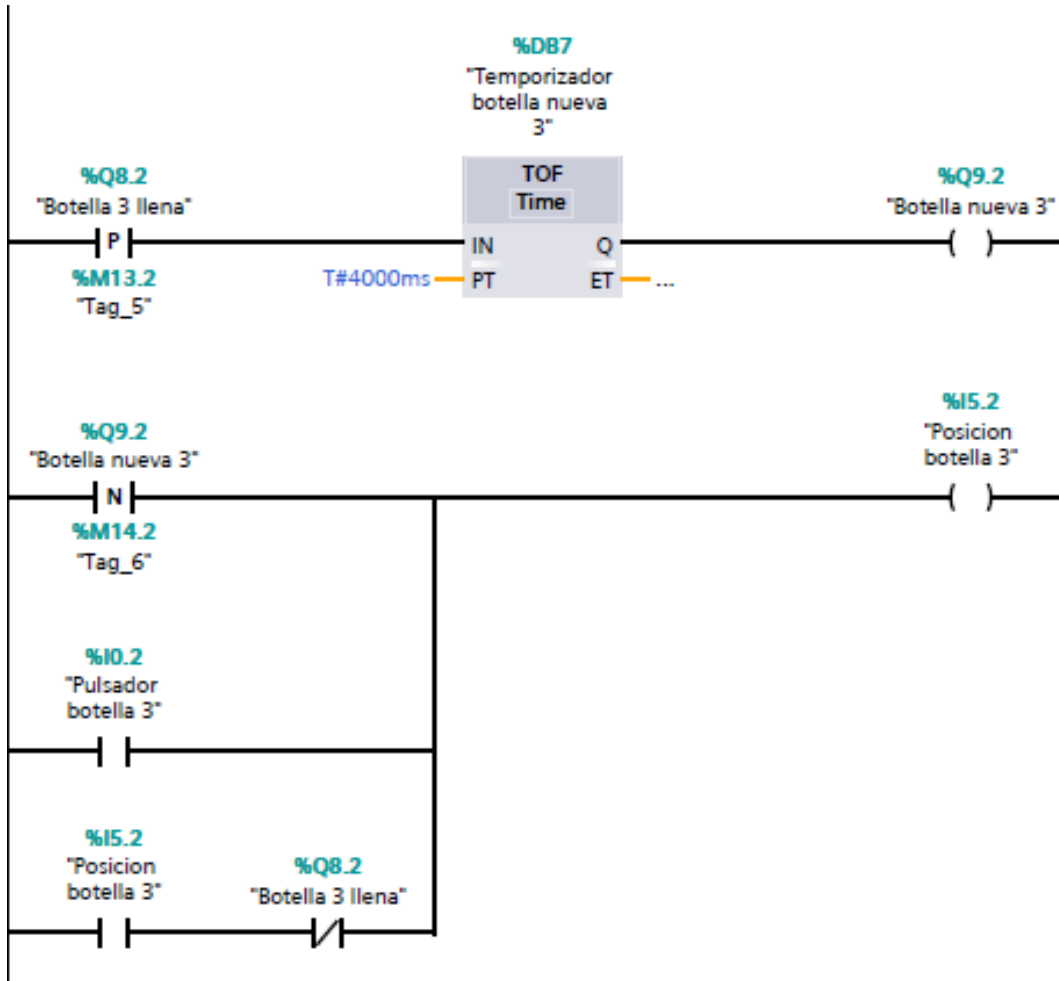 %DB7
"Temporizador
botella nueva
3"
%Q8.2
"Botella 3 llena"
P
%M13.2
"Tag_5"
TOF
Time
IN Q
T#4000ms PT ET ...
%Q9.2
"Botella nueva 3"
%Q9.2
"Botella nueva 3"
N
%M14.2
"Tag_6"
%I5.2
"Posicion
botella 3"
%I0.2
"Pulsador
botella 3"
%I5.2
"Posicion
botella 3"
%Q8.2
"Botella 3 llena"